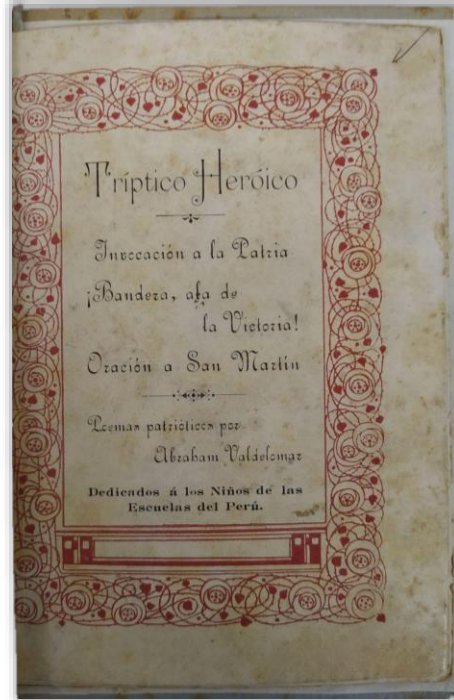 Tríptico Heróico
Invocación a la Patria
¡Bandera, ala de
la Victoria!
Oración a San Martín
Poemas patrióticos por
Abraham Valdelomar
Dedicados á los Niños de las
Escuelas del Perú.